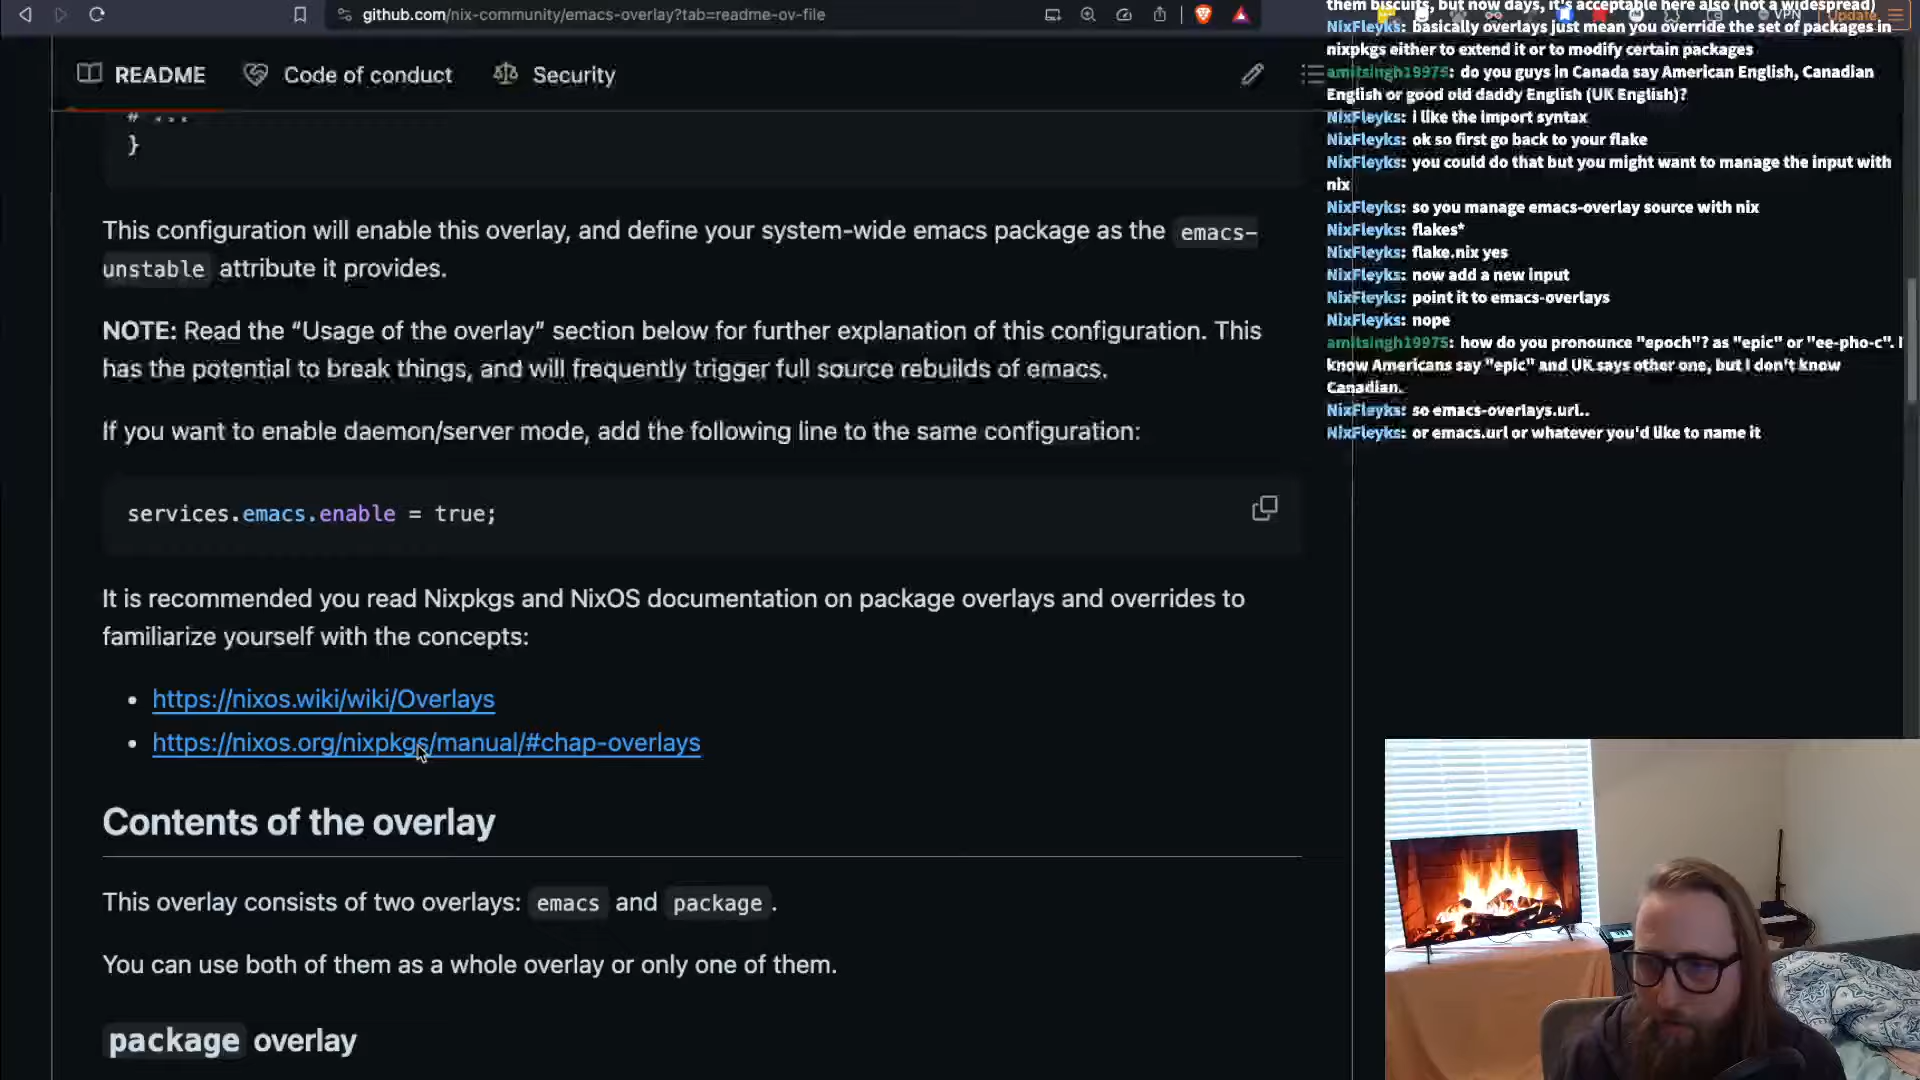 github.com/nix-community/emacs-overlay?tab=readme-ov-file
VPN
Update
README
Code of conduct
Security
# ...
}
This configuration will enable this overlay, and define your system-wide emacs package as the emacs-
unstable attribute it provides.
NOTE: Read the “Usage of the overlay” section below for further explanation of this configuration. This
has the potential to break things, and will frequently trigger full source rebuilds of emacs.
If you want to enable daemon/server mode, add the following line to the same configuration:
services.emacs.enable = true;
It is recommended you read Nixpkgs and NixOS documentation on package overlays and overrides to
familiarize yourself with the concepts:
• https://nixos.wiki/wiki/Overlays
• https://nixos.org/nixpkgs/manual/#chap-overlays
Contents of the overlay
This overlay consists of two overlays: emacs and package.
You can use both of them as a whole overlay or only one of them.
package overlay
them biscuits, but now days, it's acceptable here also (not a widespread)
NixFleyks: basically overlays just mean you override the set of packages in
nixpkgs either to extend it or to modify certain packages
amitsingh19975: do you guys in Canada say American English, Canadian
English or good old daddy English (UK English)?
NixFleyks: i like the import syntax
NixFleyks: ok so first go back to your flake
NixFleyks: you could do that but you might want to manage the input with
nix
NixFleyks: so you manage emacs-overlay source with nix
NixFleyks: flakes*
NixFleyks: flake.nix yes
NixFleyks: now add a new input
NixFleyks: point it to emacs-overlays
NixFleyks: nope
amitsingh19975: how do you pronounce "epoch"? as "epic" or "ee-pho-c". I
know Americans say "epic" and UK says other one, but I don't know
Canadian.
NixFleyks: so emacs-overlays.url..
NixFleyks: or emacs.url or whatever you'd like to name it